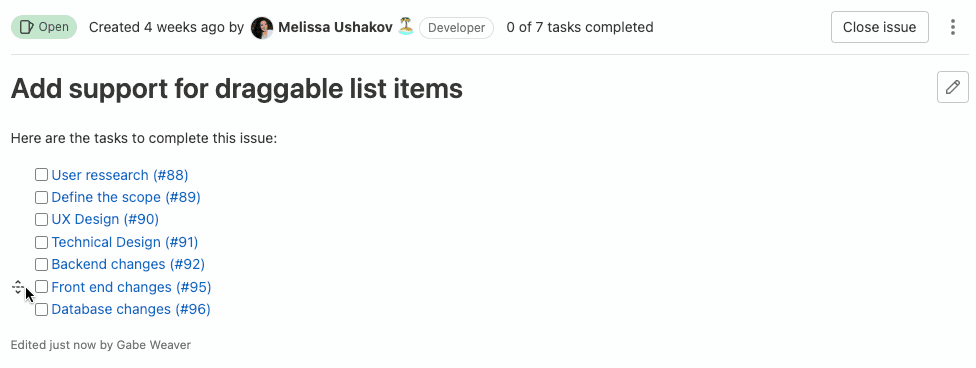 Open Created 4 weeks ago by Melissa Ushakov 🏝️ Developer 0 of 7 tasks completed Close issue
Add support for draggable list items
Here are the tasks to complete this issue:
User ressearch (#88)
Define the scope (#89)
UX Design (#90)
Technical Design (#91)
Backend changes (#92)
Front end changes (#95)
Database changes (#96)
Edited just now by Gabe Weaver